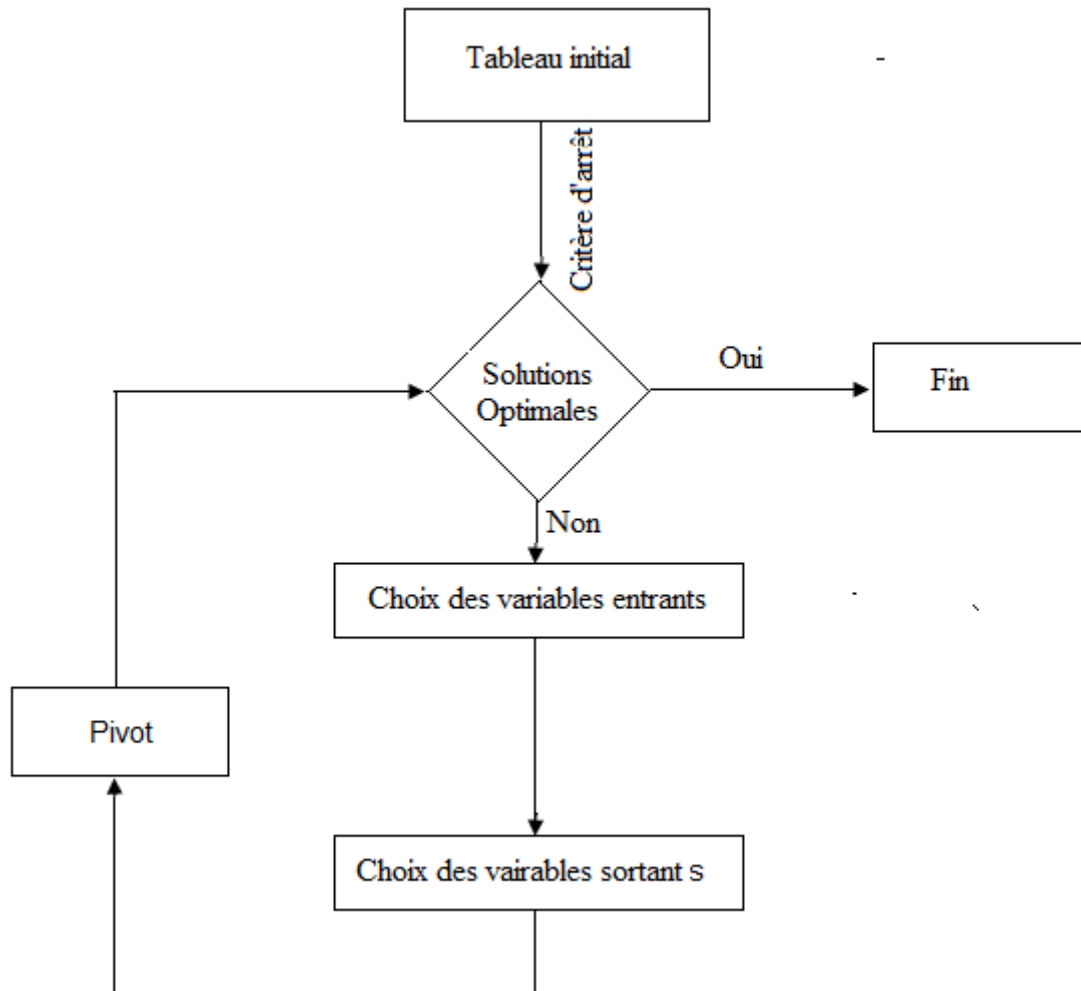 Tableau initial
Critère d'arrêt
Solutions
Optimales
Oui
Fin
Non
Choix des variables entrants
Pivot
Choix des vairables sortant s